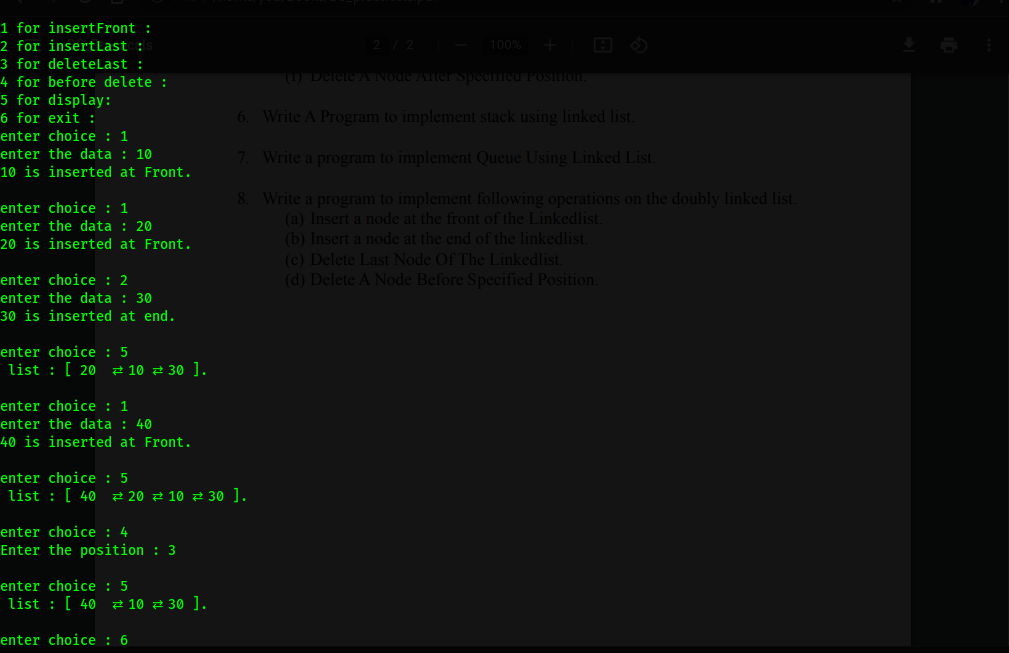 1 for insertFront :
2 for insertLast :
3 for deleteLast :
4 for before delete :
5 for display:
6 for exit :
enter choice : 1
enter the data : 10
10 is inserted at Front.
enter choice : 1
enter the data : 20
20 is inserted at Front.
enter choice : 2
enter the data : 30
30 is inserted at end.
enter choice : 5
list : [ 20 ⇄ 10 ⇄ 30 ].
enter choice : 1
enter the data : 40
40 is inserted at Front.
enter choice : 5
list : [ 40 ⇄ 20 ⇄ 10 ⇄ 30 ].
enter choice : 4
Enter the position : 3
enter choice : 5
list : [ 40 ⇄ 10 ⇄ 30 ].
enter choice : 6
2 / 2 100%
(f) Delete A Node After Specified Position.
6. Write A Program to implement stack using linked list.
7. Write a program to implement Queue Using Linked List.
8. Write a program to implement following operations on the doubly linked list.
(a) Insert a node at the front of the Linkedlist.
(b) Insert a node at the end of the linkedlist.
(c) Delete Last Node Of The Linkedlist.
(d) Delete A Node Before Specified Position.